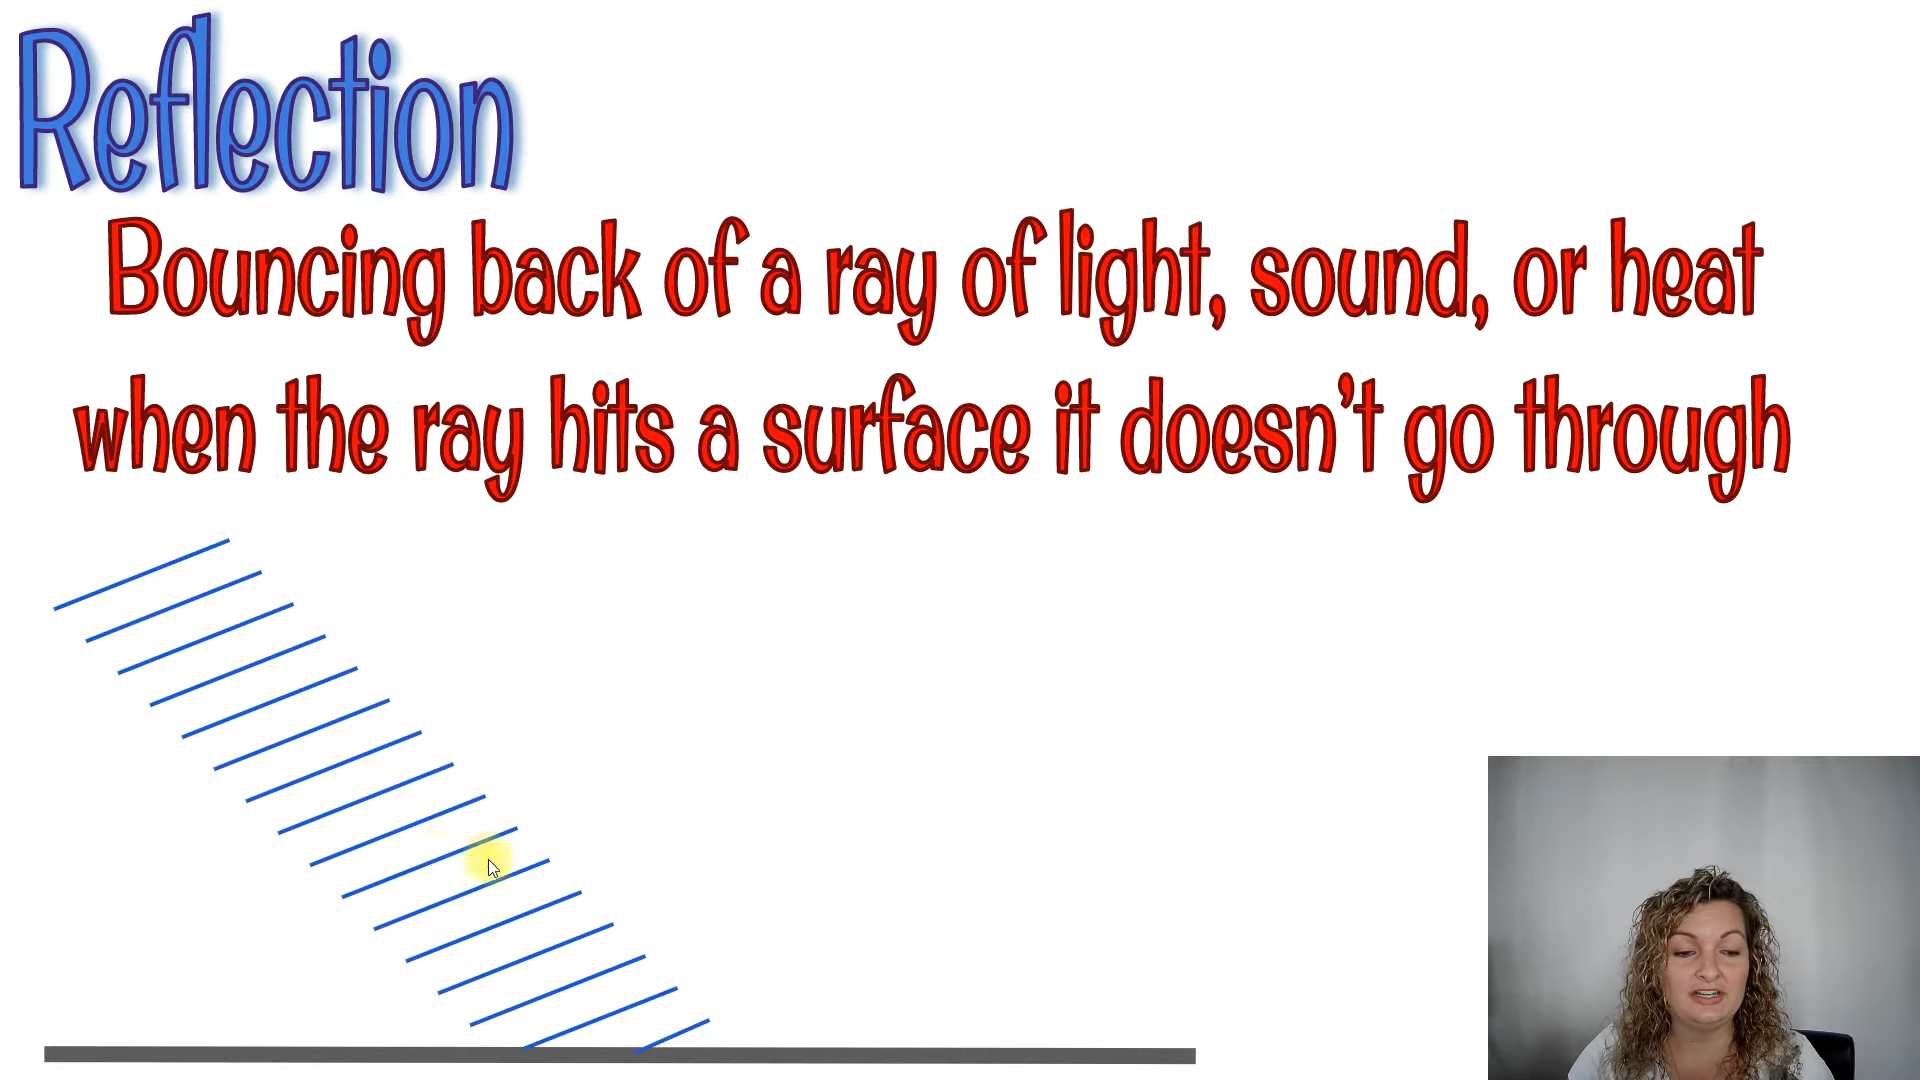 Reflection
Bouncing back of a ray of light, sound, or heat
when the ray hits a surface it doesn't go through